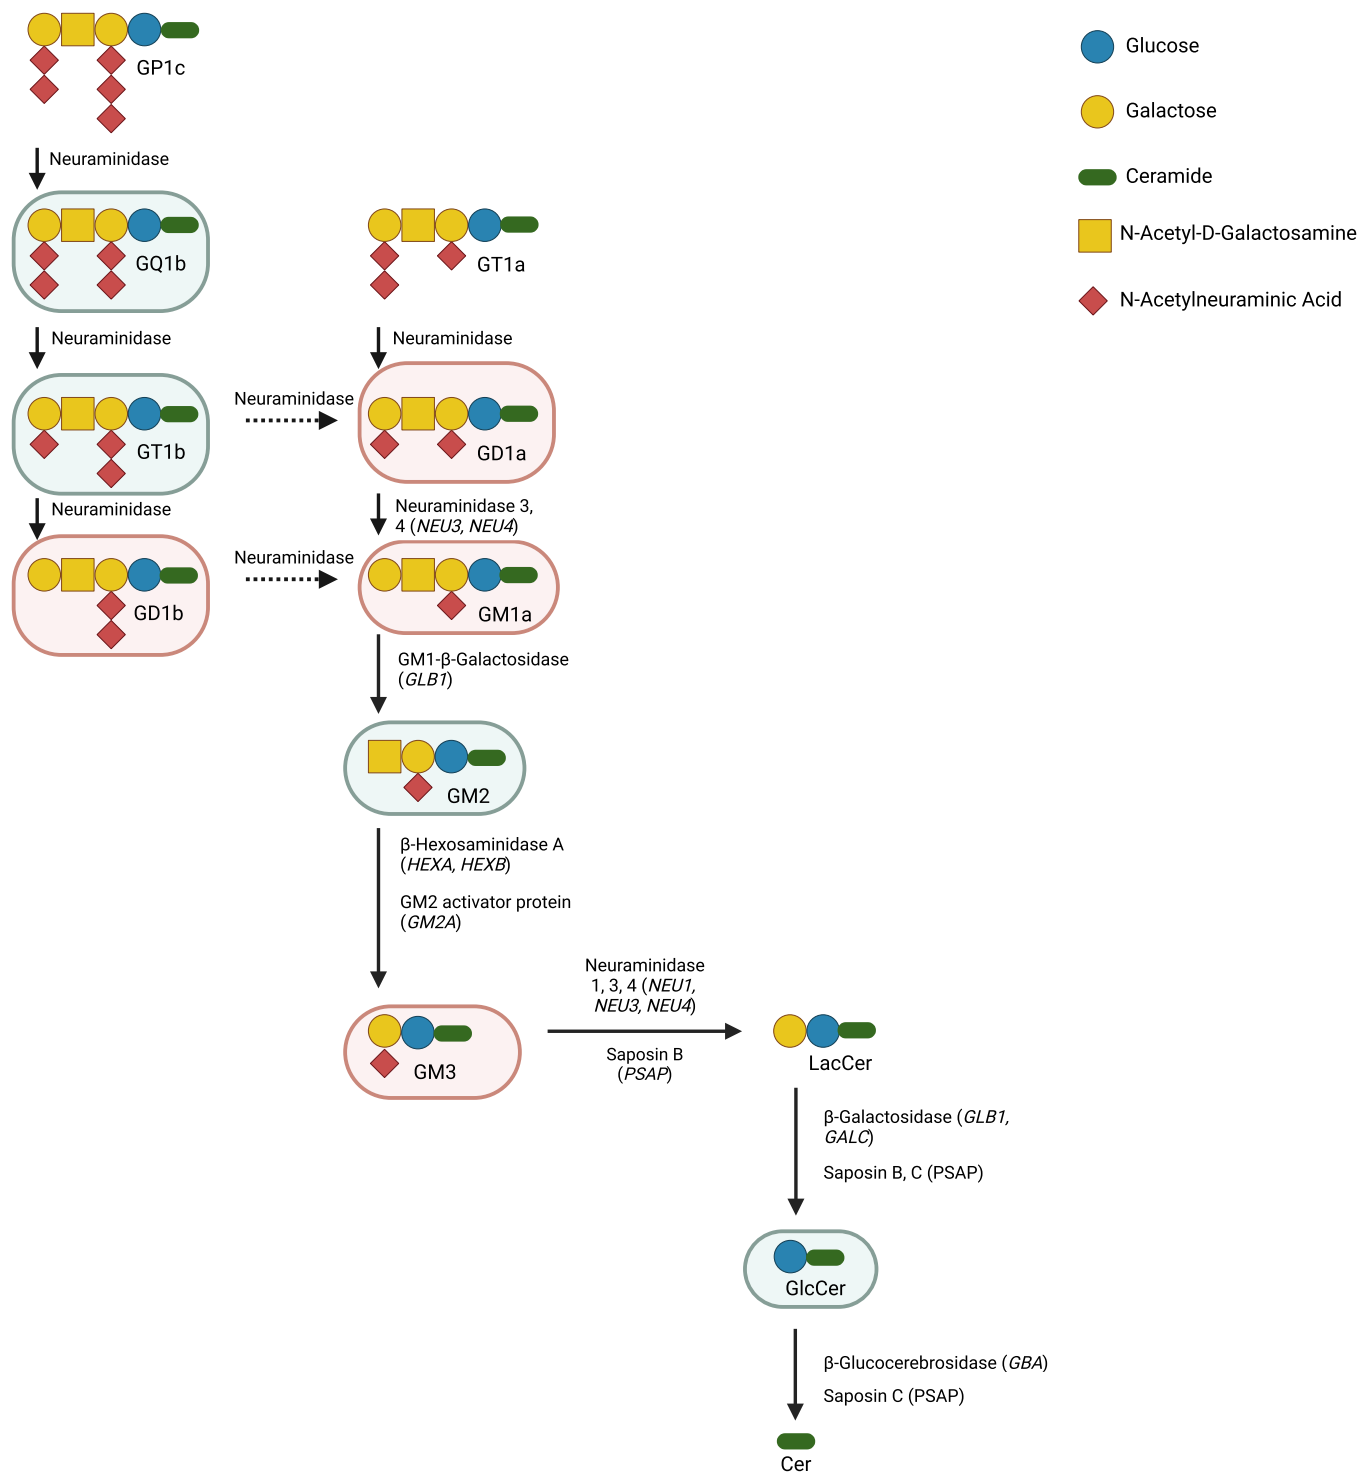 GP1c
Neuraminidase
GQ1b
GT1a
Neuraminidase
Neuraminidase
GT1b
Neuraminidase
GD1a
Neuraminidase
Neuraminidase 3,
4 (NEU3, NEU4)
GD1b
Neuraminidase
GM1a
GM1-β-Galactosidase
(GLB1)
GM2
β-Hexosaminidase A
(HEXA, HEXB)
GM2 activator protein
(GM2A)
GM3
Neuraminidase
1, 3, 4 (NEU1,
NEU3, NEU4)
Saposin B
(PSAP)
LacCer
β-Galactosidase (GLB1,
GALC)
Saposin B, C (PSAP)
GlcCer
β-Glucocerebrosidase (GBA)
Saposin C (PSAP)
Cer
Glucose
Galactose
Ceramide
N-Acetyl-D-Galactosamine
N-Acetylneuraminic Acid